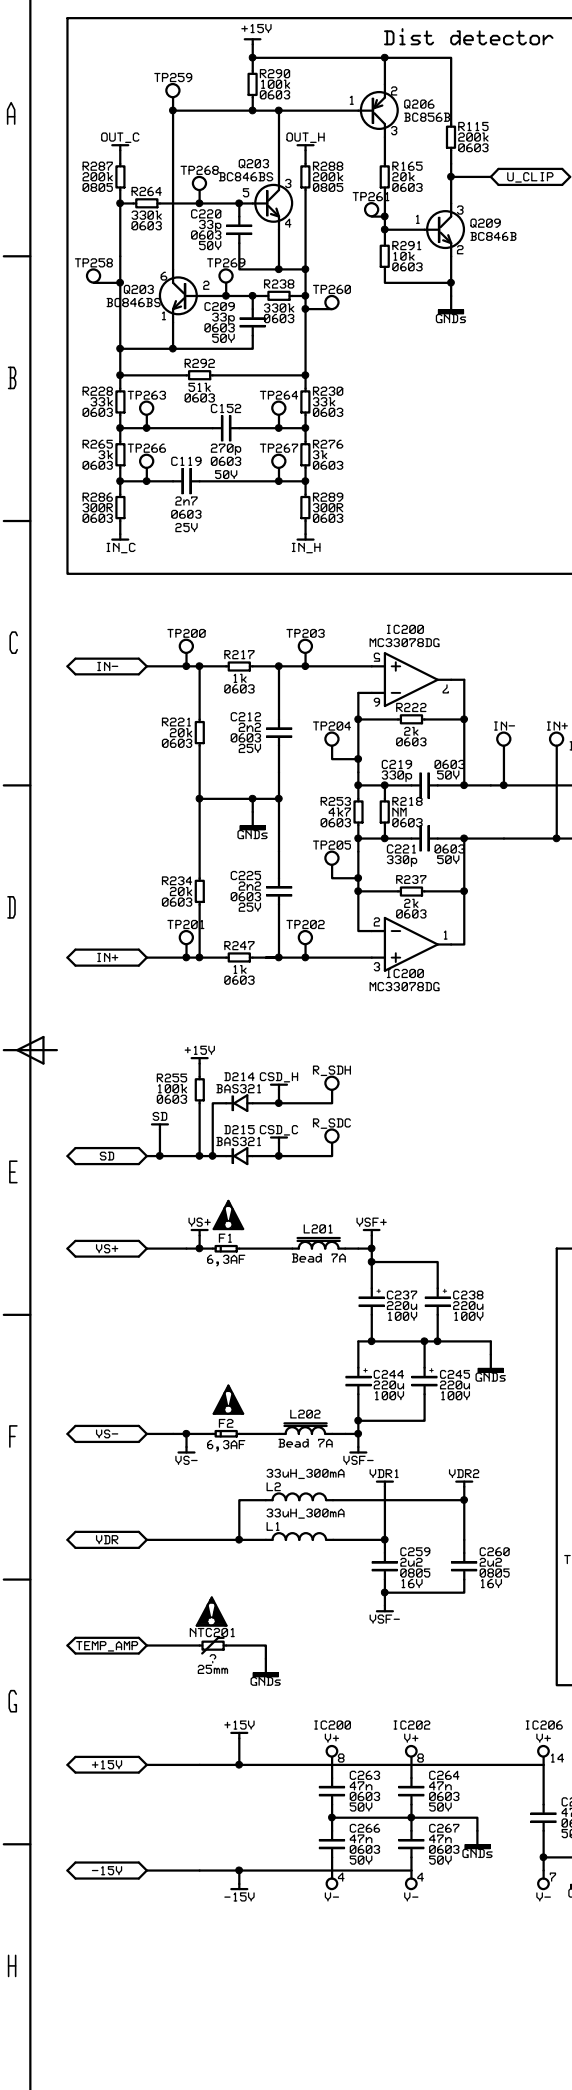 A
B
C
D
E
F
G
H
Dist detector
+15V
TP259
R290
100k
0603
OUT_C
OUT_H
R287
200k
0805
R264
330k
0603
TP268
Q203
BC846BS
5
3
4
C220
33p
0603
50V
R288
200k
0805
1
2
3
Q206
BC856B
R115
200k
0603
R165
20k
0603
TP261
U_CLIP
1
3
2
Q209
BC846B
R291
10k
0603
GNDs
TP258
Q203
BC846BS
6
2
1
TP269
R238
330k
0603
C209
33p
0603
50V
TP260
R292
51k
0603
R228
33k
0603
TP263
C152
270p
0603
50V
TP264
R230
33k
0603
R265
3k
0603
TP266
C119
2n7
0603
25V
TP267
R276
3k
0603
R286
300R
0603
R289
300R
0603
IN_C
IN_H
TP200
R217
1k
0603
TP203
IC200
MC33078DG
5
6
7
IN-
R221
20k
0603
C212
2n2
0603
25V
TP204
R222
2k
0603
IN-
IN+
C219
330p
0603
50V
R253
4k7
0603
R218
NM
0603
GNDs
TP205
C221
330p
0603
50V
R234
20k
0603
C225
2n2
0603
25V
R237
2k
0603
TP201
R247
1k
0603
TP202
IN+
2
3
1
IC200
MC33078DG
+15V
R255
100k
0603
D214
BAS321
CSD_H
R_SDH
SD
D215
BAS321
CSD_C
R_SDC
SD
VS+
VS+
F1
6,3AF
L201
Bead 7A
VSF+
+
C237
220u
100V
+
C238
220u
100V
+
C244
220u
100V
+
C245
220u
100V
GNDs
VS-
VS-
F2
6,3AF
L202
Bead 7A
VSF-
33uH_300mA
L2
VDR1
VDR2
33uH_300mA
L1
VDR
C259
2u2
0805
16V
C260
2u2
0805
16V
VSF-
T
TEMP_AMP
NTC201
?
25mm
GNDs
+15V
+15V
IC200
V+
8
IC202
V+
8
IC206
V+
14
C263
47n
0603
50V
C264
47n
0603
50V
C266
47n
0603
50V
C267
47n
0603
50V
GNDs
-15V
-15V
4
V-
4
V-
7
V-